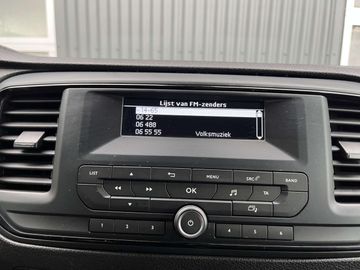 Lijst van FM-zenders
06 22
06 488
06 55 55 Volksmuziek
LIST
MENU
SRC
BAND
OK
TA
1 2 3
4 5 6